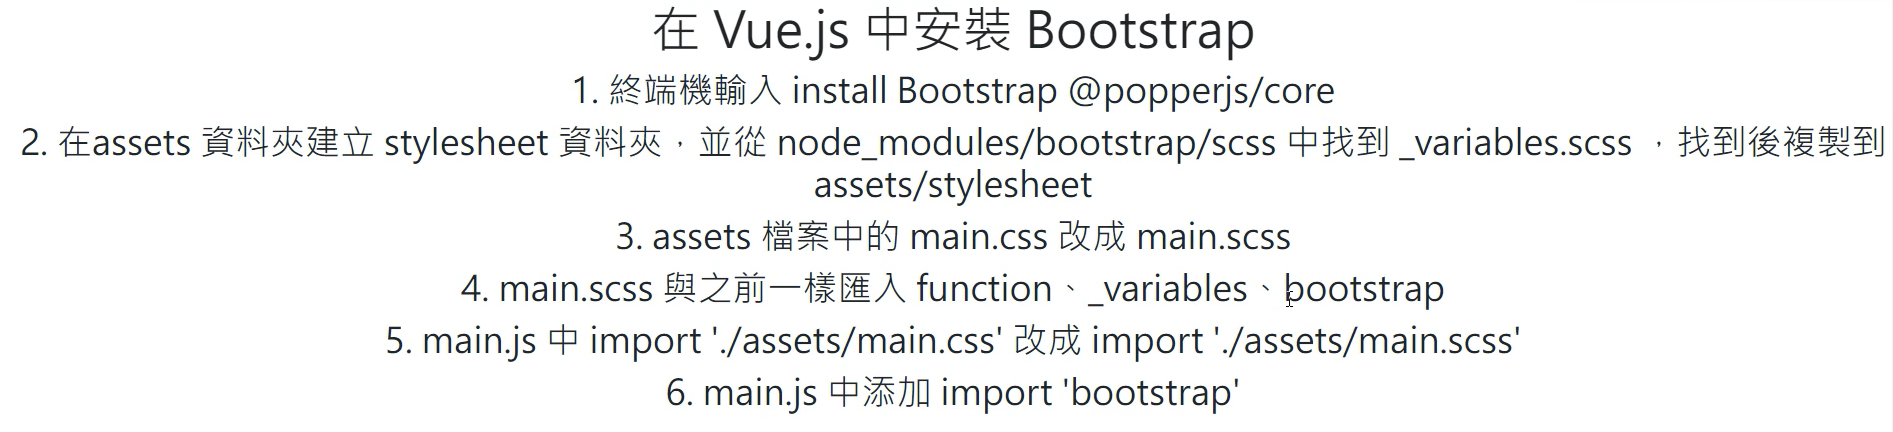 在 Vue.js 中安裝 Bootstrap
1. 終端機輸入 install Bootstrap @popperjs/core
2. 在assets 資料夾建立 stylesheet 資料夾，並從 node_modules/bootstrap/scss 中找到 _variables.scss ，找到後複製到
assets/stylesheet
3. assets 檔案中的 main.css 改成 main.scss
4. main.scss 與之前一樣匯入 function、_variables、bootstrap
5. main.js 中 import './assets/main.css' 改成 import './assets/main.scss'
6. main.js 中添加 import 'bootstrap'